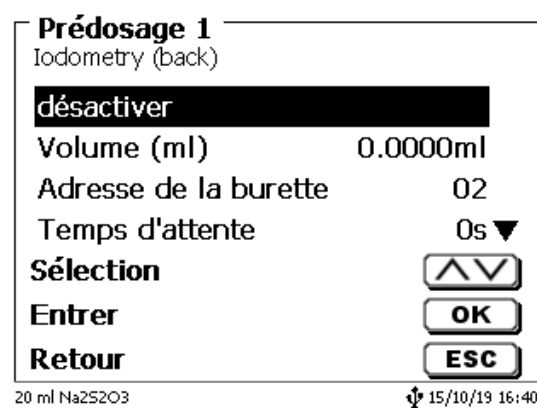 Prédosage 1
Iodometry (back)
désactiver
Volume (ml) 0.0000ml
Adresse de la burette 02
Temps d'attente 0s
Sélection
Entrer OK
Retour ESC
20 ml Na2S2O3 15/10/19 16:40